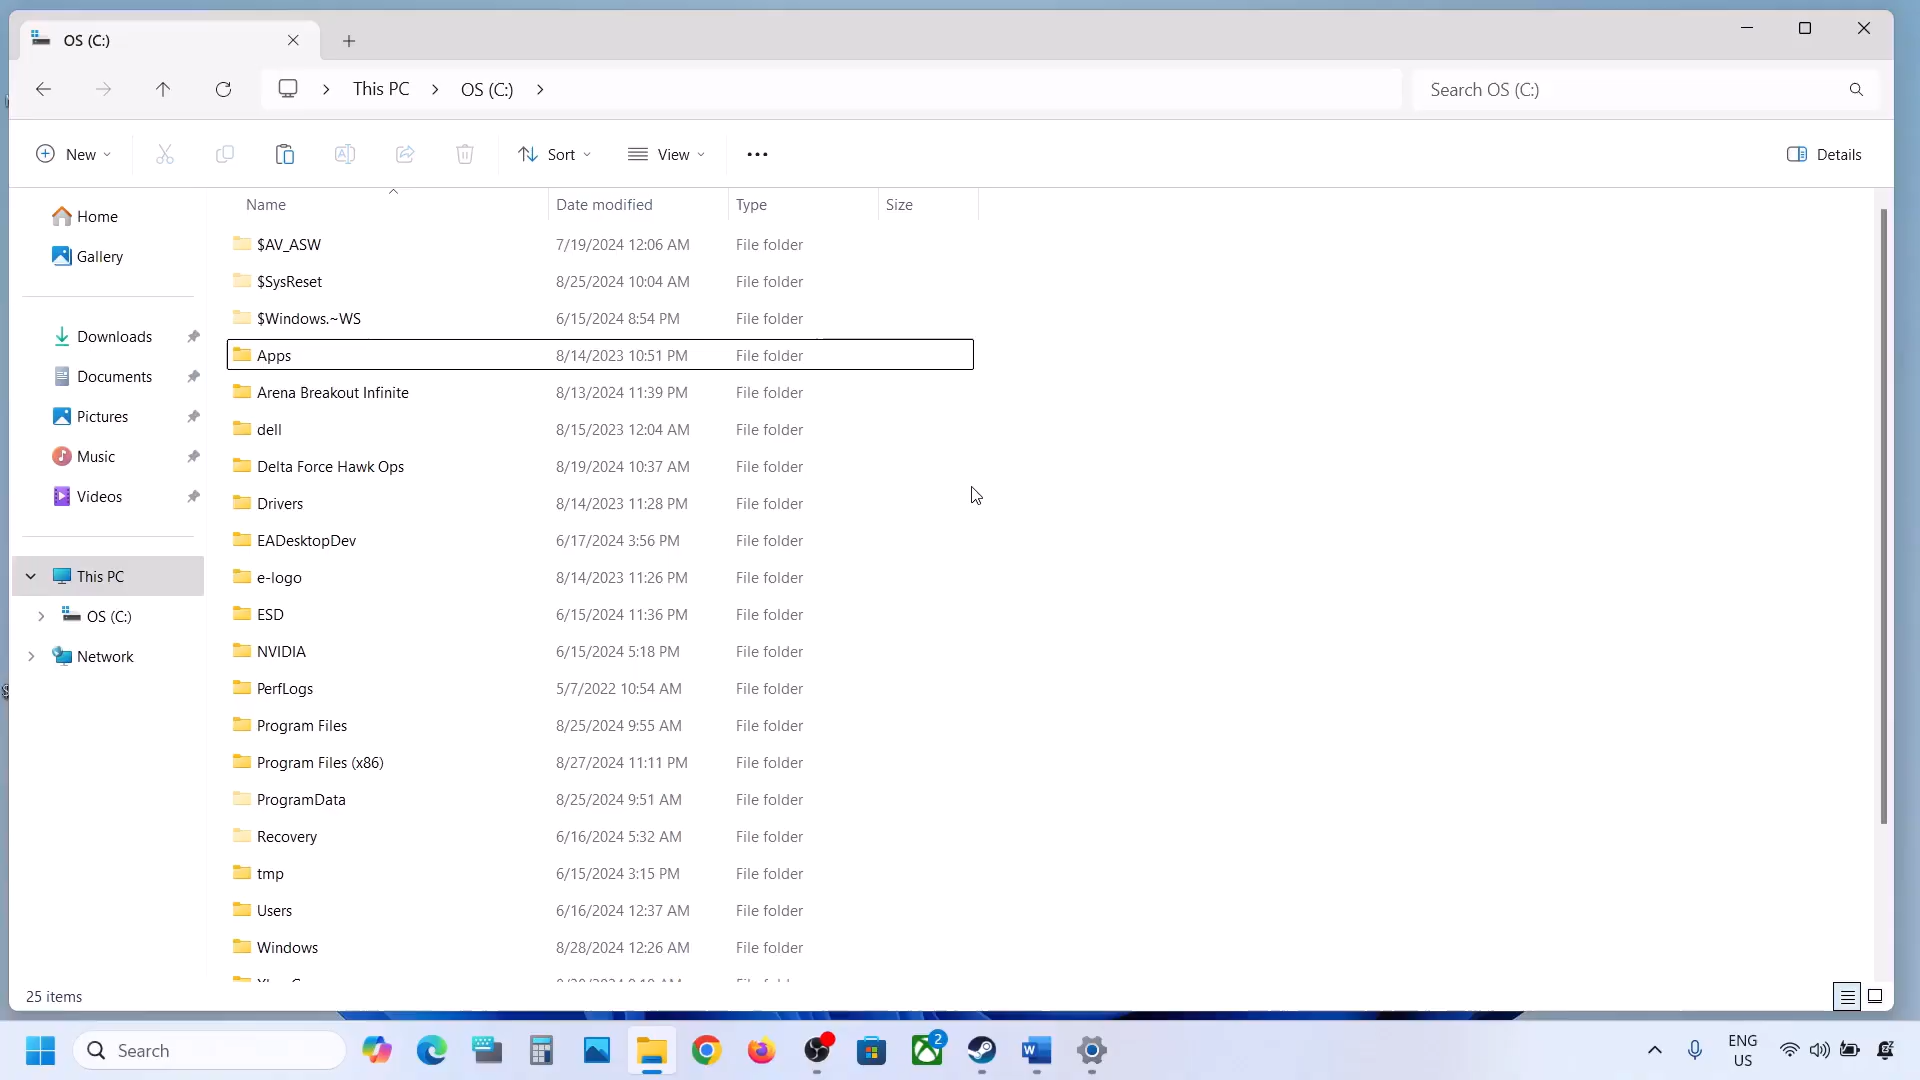 OS (C:)
This PC
OS (C:)
Search OS (C:)
New
Sort
View
Details
Home
Gallery
Downloads
Documents
Pictures
Music
Videos
This PC
OS (C:)
Network
Name Date modified Type Size
$AV_ASW 7/19/2024 12:06 AM File folder
$SysReset 8/25/2024 10:04 AM File folder
$Windows.~WS 6/15/2024 8:54 PM File folder
Apps 8/14/2023 10:51 PM File folder
Arena Breakout Infinite 8/13/2024 11:39 PM File folder
dell 8/15/2023 12:04 AM File folder
Delta Force Hawk Ops 8/19/2024 10:37 AM File folder
Drivers 8/14/2023 11:28 PM File folder
EADesktopDev 6/17/2024 3:56 PM File folder
e-logo 8/14/2023 11:26 PM File folder
ESD 6/15/2024 11:36 PM File folder
NVIDIA 6/15/2024 5:18 PM File folder
PerfLogs 5/7/2022 10:54 AM File folder
Program Files 8/25/2024 9:55 AM File folder
Program Files (x86) 8/27/2024 11:11 PM File folder
ProgramData 8/25/2024 9:51 AM File folder
Recovery 6/16/2024 5:32 AM File folder
tmp 6/15/2024 3:15 PM File folder
Users 6/16/2024 12:37 AM File folder
Windows 8/28/2024 12:26 AM File folder
25 items
Search
2
ENG
US